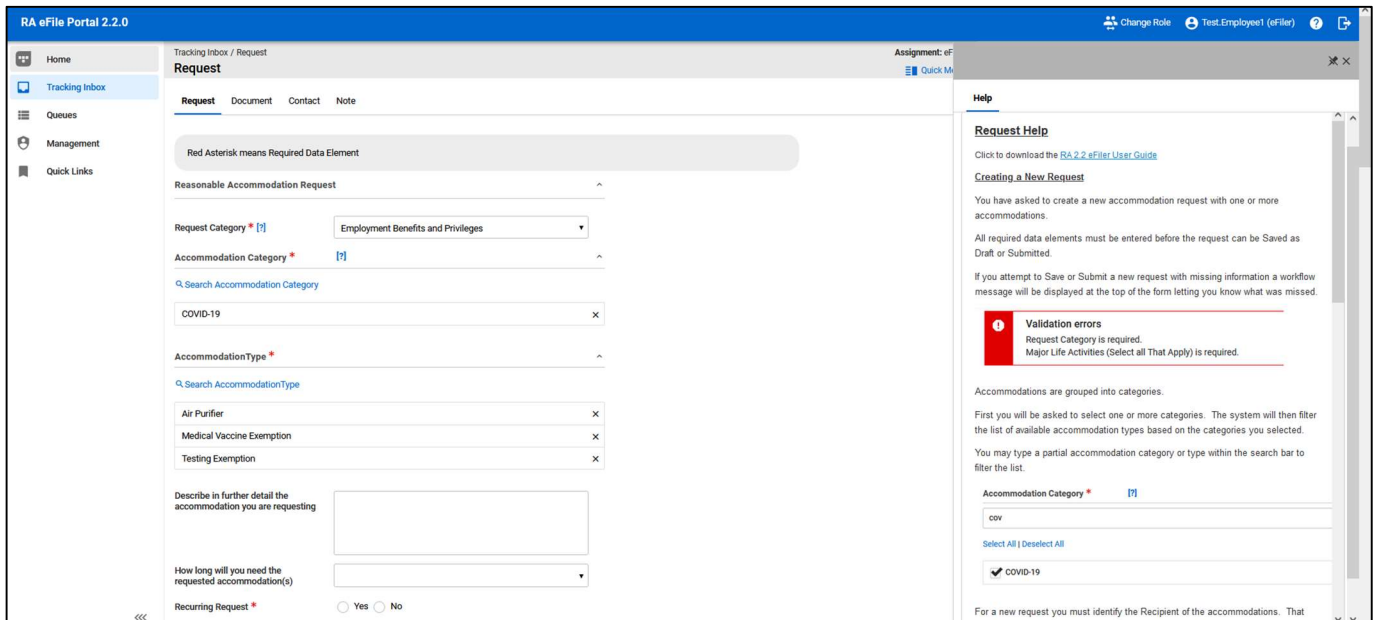 RA eFile Portal 2.2.0
Change Role
Test.Employee1 (eFiler)
Home
Tracking Inbox
Queues
Management
Quick Links
Tracking Inbox / Request
Request
Assignment: eF
Quick Me
Request Document Contact Note
Red Asterisk means Required Data Element
Reasonable Accommodation Request
Request Category * [?]
Employment Benefits and Privileges
Accommodation Category * [?]
Search Accommodation Category
COVID-19
AccommodationType *
Search AccommodationType
Air Purifier
Medical Vaccine Exemption
Testing Exemption
Describe in further detail the
accommodation you are requesting
How long will you need the
requested accommodation(s)
Recurring Request * Yes No
Help
Request Help
Click to download the RA 2.2 eFiler User Guide
Creating a New Request
You have asked to create a new accommodation request with one or more
accommodations.
All required data elements must be entered before the request can be Saved as
Draft or Submitted.
If you attempt to Save or Submit a new request with missing information a workflow
message will be displayed at the top of the form letting you know what was missed.
Validation errors
Request Category is required.
Major Life Activities (Select all That Apply) is required.
Accommodations are grouped into categories.
First you will be asked to select one or more categories. The system will then filter
the list of available accommodation types based on the categories you selected.
You may type a partial accommodation category or type within the search bar to
filter the list.
Accommodation Category * [?]
cov
Select All | Deselect All
COVID-19
For a new request you must identify the Recipient of the accommodations. That